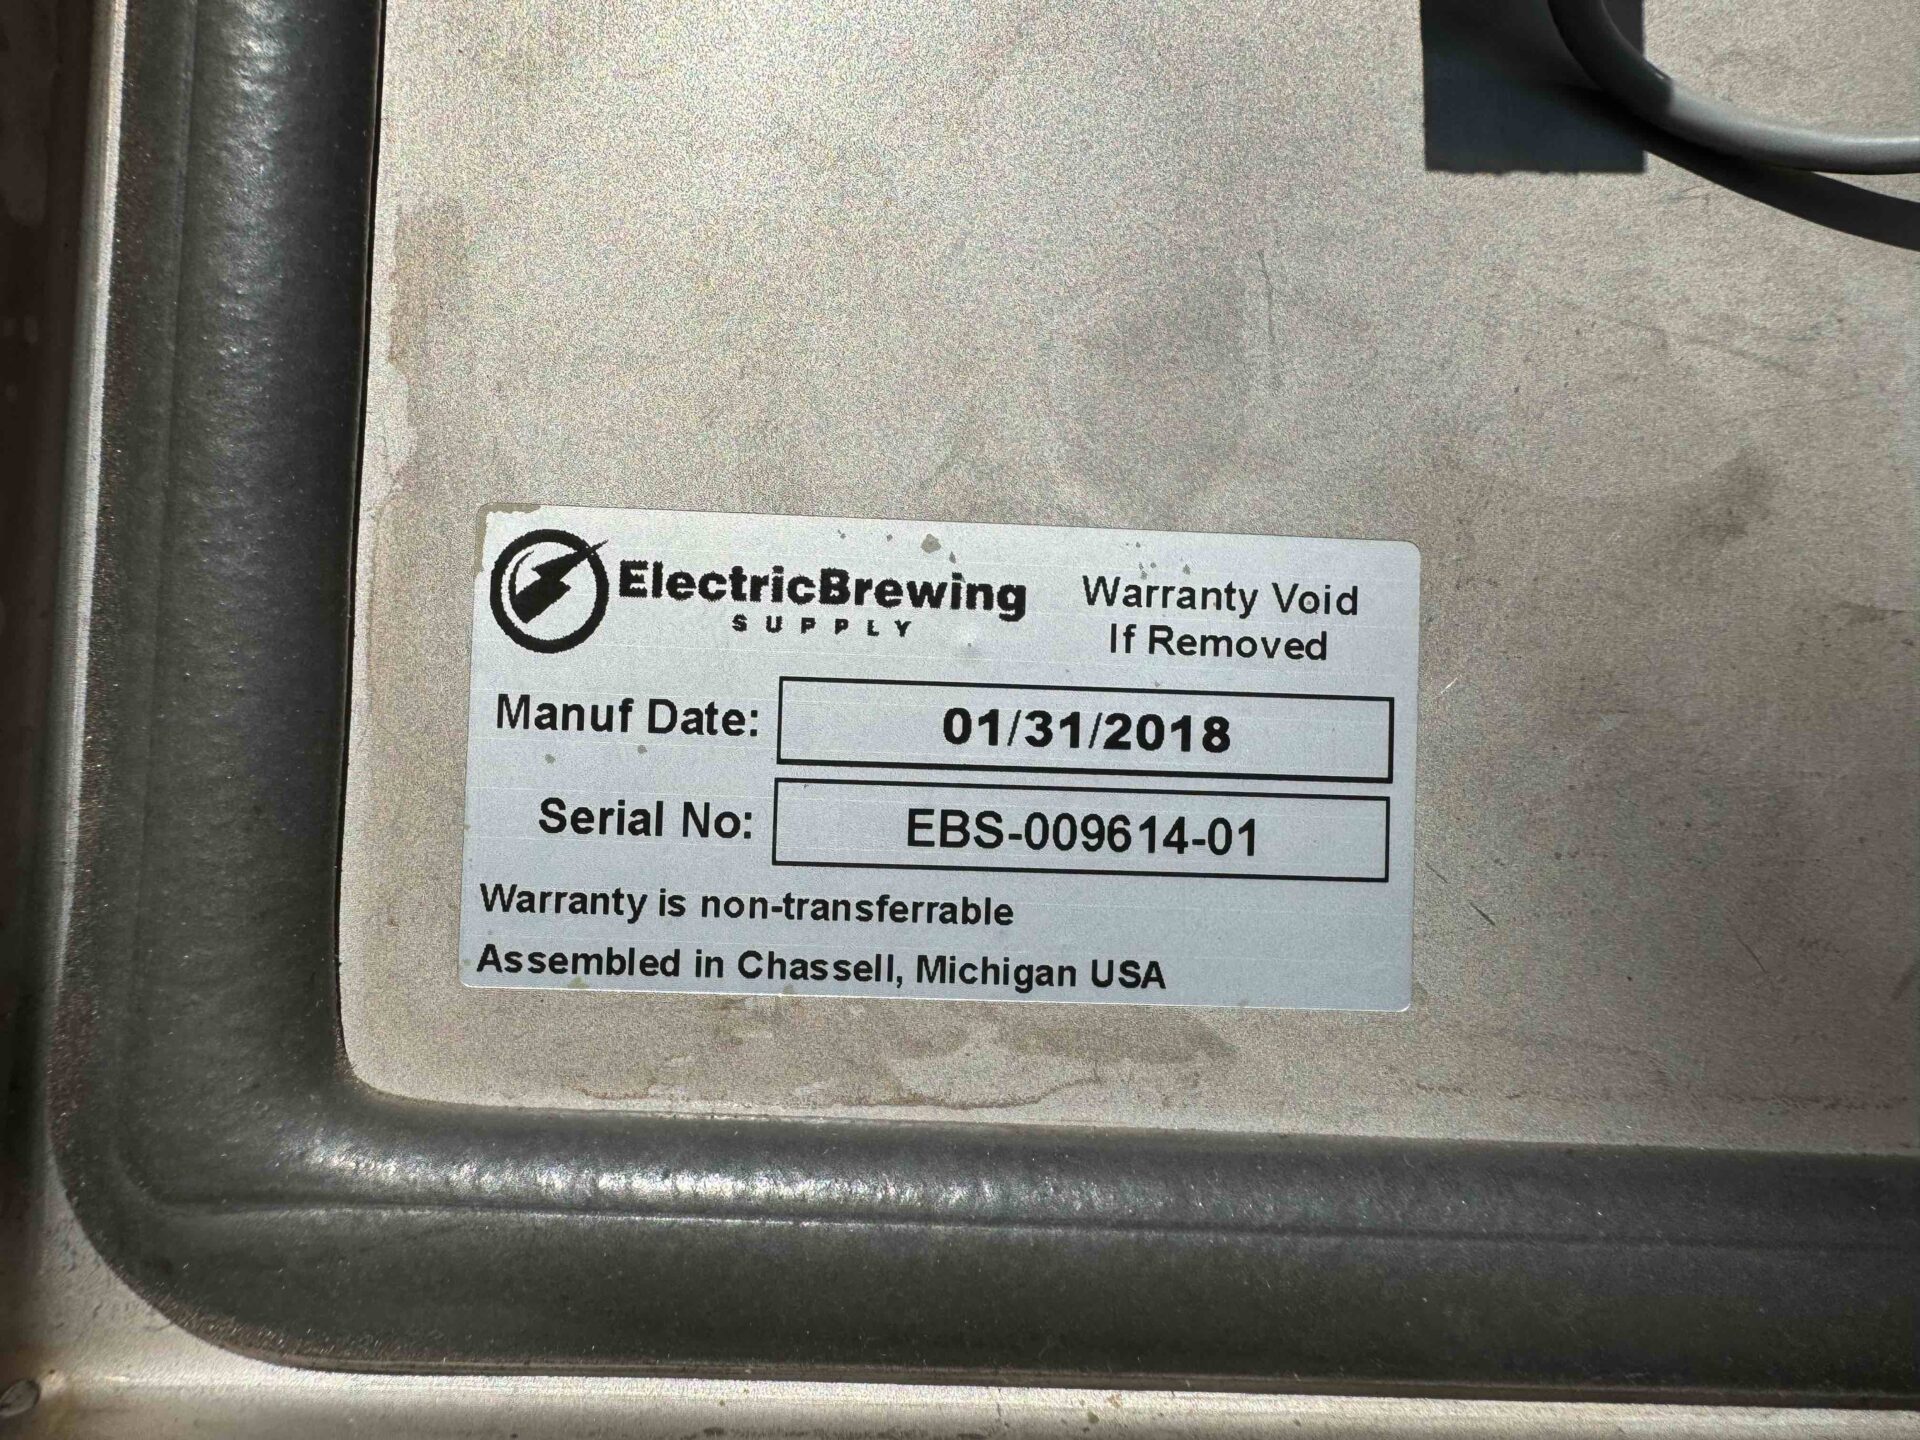 ElectricBrewing
SUPPLY
Warranty Void
If Removed
Manuf Date: 01/31/2018
Serial No: EBS-009614-01
Warranty is non-transferrable
Assembled in Chassell, Michigan USA